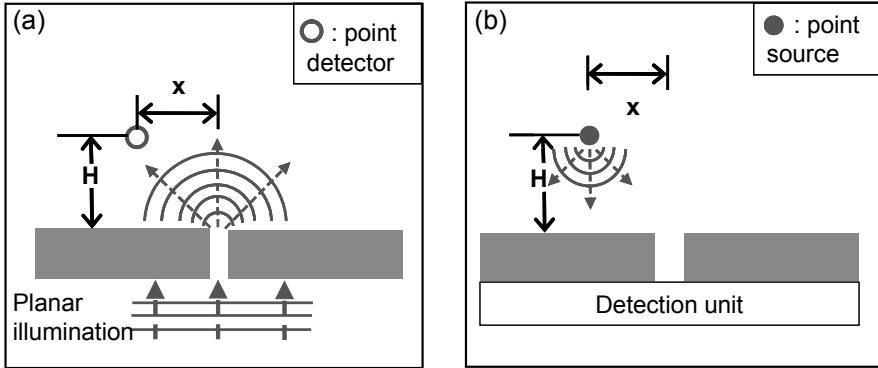 (a)
: point
detector
x
H
Planar
illumination
(b)
: point
source
x
H
Detection unit